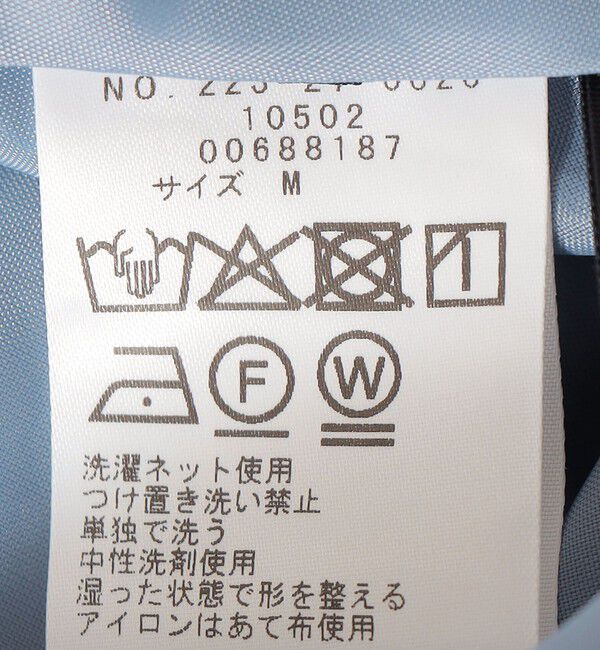 NO.
10502
00688187
サイズ M
F W
洗濯ネット使用
つけ置き洗い禁止
単独で洗う
中性洗剤使用
湿った状態で形を整える
アイロンはあて布使用